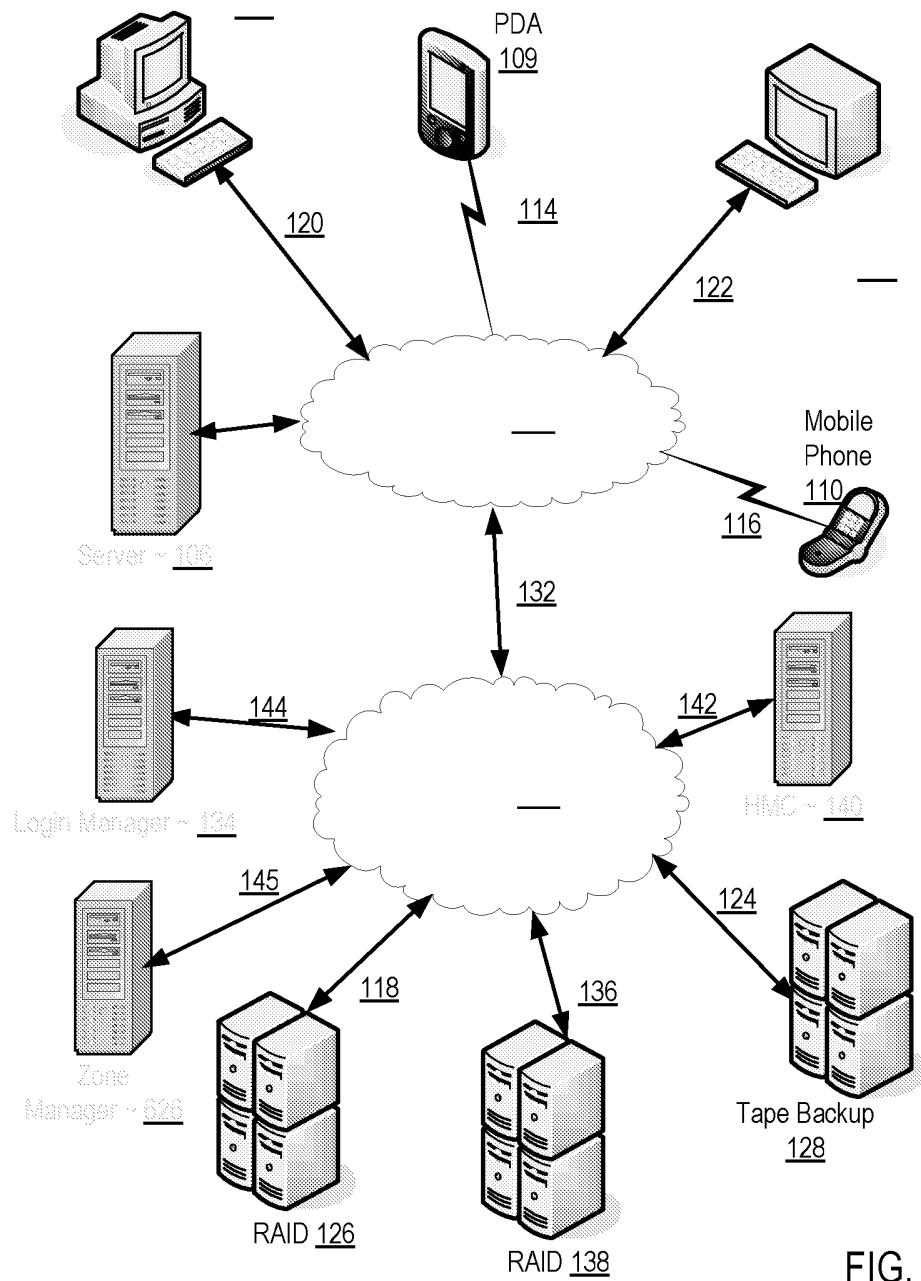 PDA
109
120
114
122
Mobile
Phone
110
116
Server ~ 106
132
144
142
Login Manager ~ 134
HMC ~ 140
145
124
118
136
Zone
Manager ~ 626
Tape Backup
128
RAID 126
RAID 138
FIG.